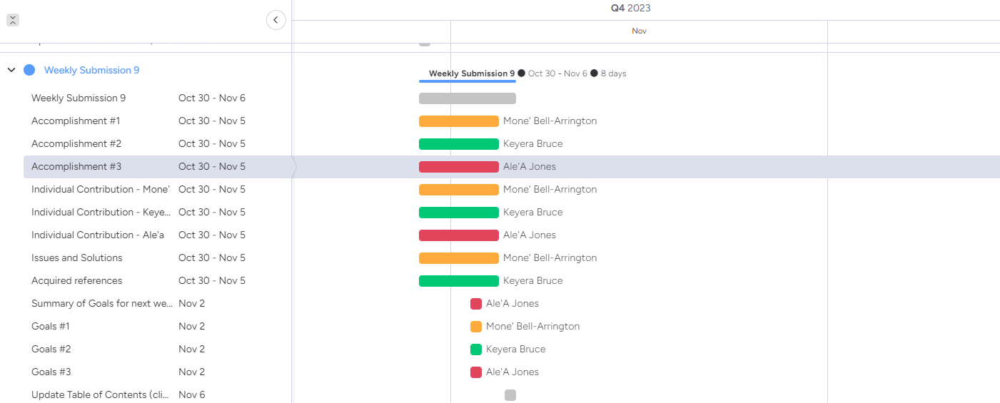 Q4 2023
Nov
Weekly Submission 9
Weekly Submission 9 ● Oct 30 - Nov 6 ● 8 days
Weekly Submission 9 Oct 30 - Nov 6
Accomplishment #1 Oct 30 - Nov 5 Mone' Bell-Arrington
Accomplishment #2 Oct 30 - Nov 5 Keyera Bruce
Accomplishment #3 Oct 30 - Nov 5 Ale'A Jones
Individual Contribution - Mone' Oct 30 - Nov 5 Mone' Bell-Arrington
Individual Contribution - Keye... Oct 30 - Nov 5 Keyera Bruce
Individual Contribution - Ale'a Oct 30 - Nov 5 Ale'A Jones
Issues and Solutions Oct 30 - Nov 5 Mone' Bell-Arrington
Acquired references Oct 30 - Nov 5 Keyera Bruce
Summary of Goals for next we... Nov 2 Ale'A Jones
Goals #1 Nov 2 Mone' Bell-Arrington
Goals #2 Nov 2 Keyera Bruce
Goals #3 Nov 2 Ale'A Jones
Update Table of Contents (cli... Nov 6